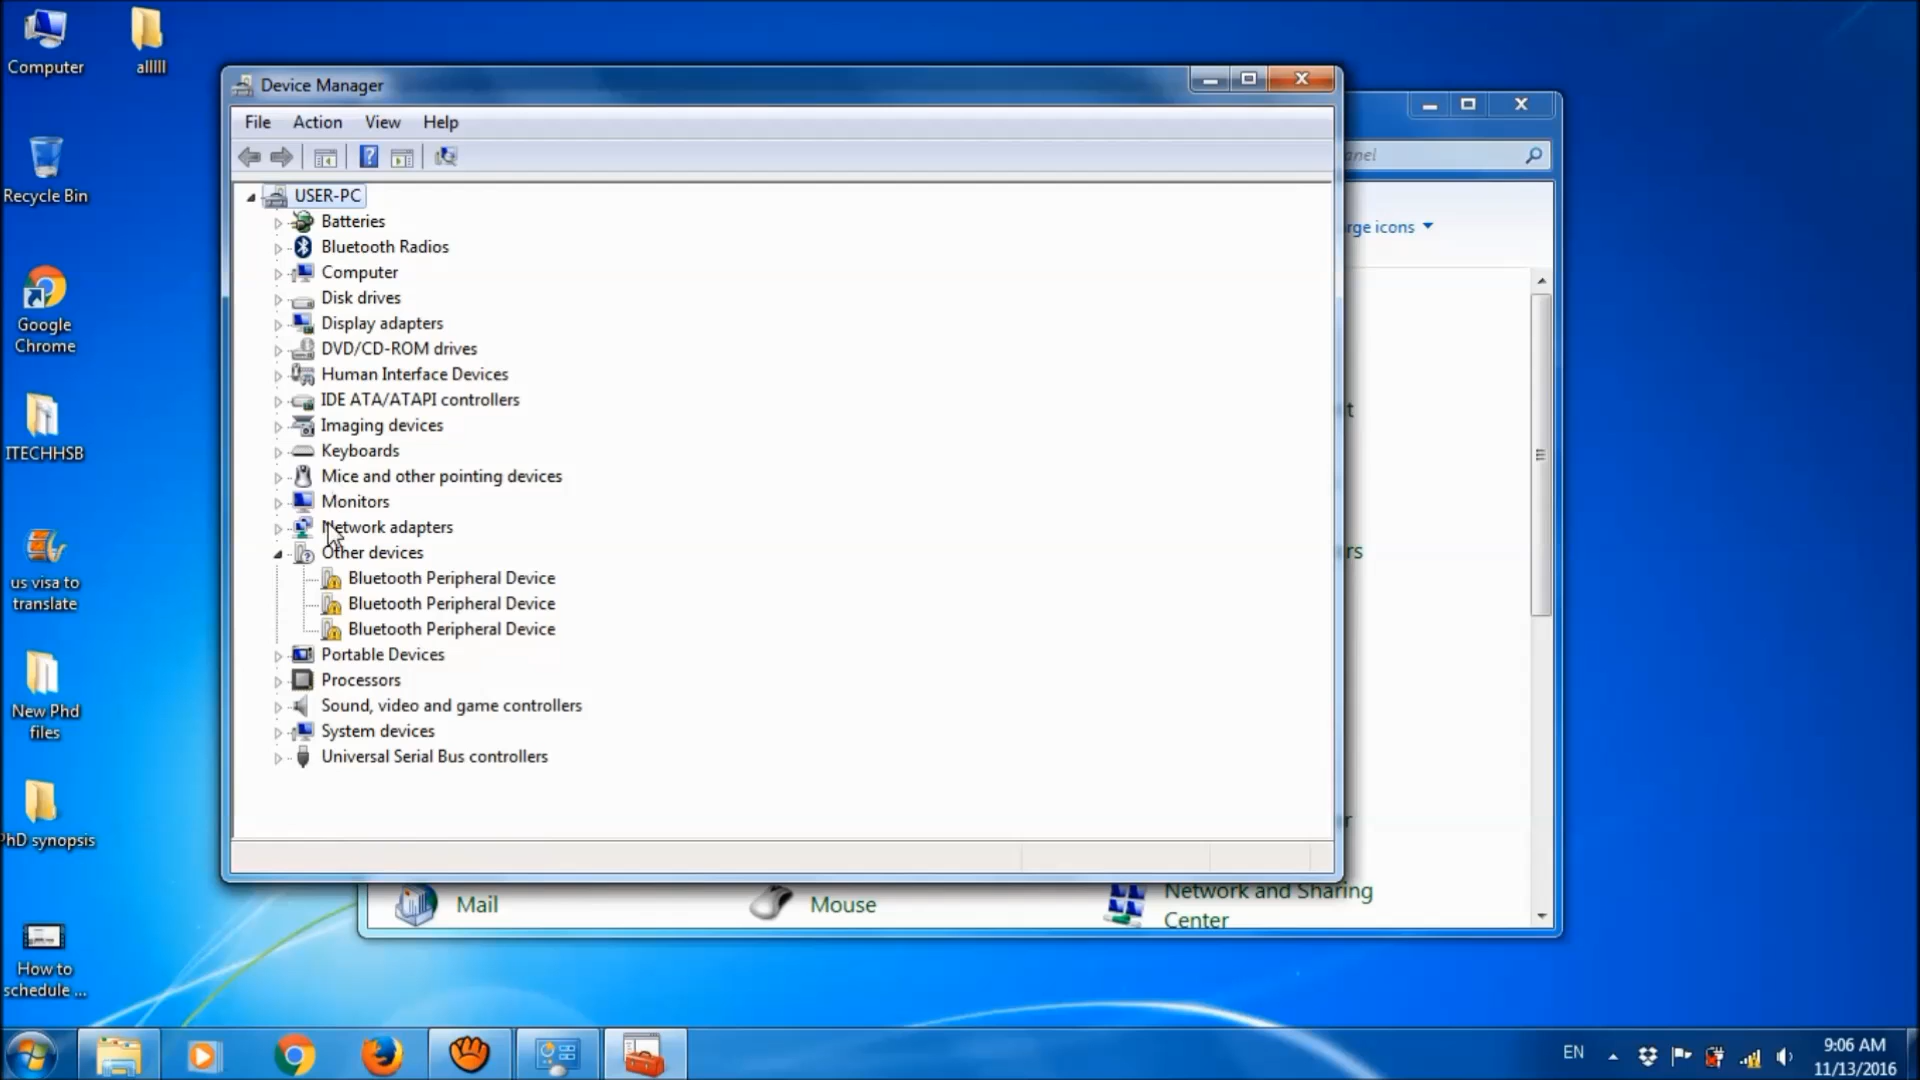 Computer
alllll
Recycle Bin
Google
Chrome
ITECHHSB
us visa to
translate
New Phd
files
PhD synopsis
How to
schedule ...
Device Manager
File Action View Help
USER-PC
Batteries
Bluetooth Radios
Computer
Disk drives
Display adapters
DVD/CD-ROM drives
Human Interface Devices
IDE ATA/ATAPI controllers
Imaging devices
Keyboards
Mice and other pointing devices
Monitors
Network adapters
Other devices
Bluetooth Peripheral Device
Bluetooth Peripheral Device
Bluetooth Peripheral Device
Portable Devices
Processors
Sound, video and game controllers
System devices
Universal Serial Bus controllers
anel
rge icons
t
rs
r
Mail
Mouse
Network and Sharing
Center
EN
9:06 AM
11/13/2016